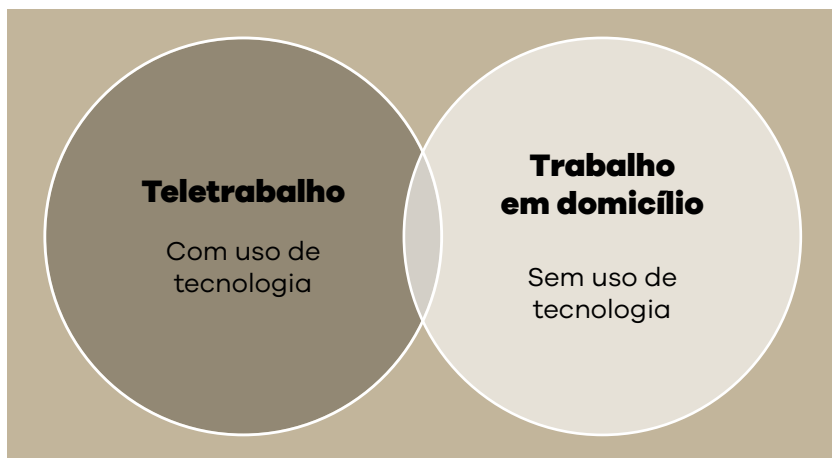 Teletrabalho
Com uso de
tecnologia
Trabalho
em domicílio
Sem uso de
tecnologia